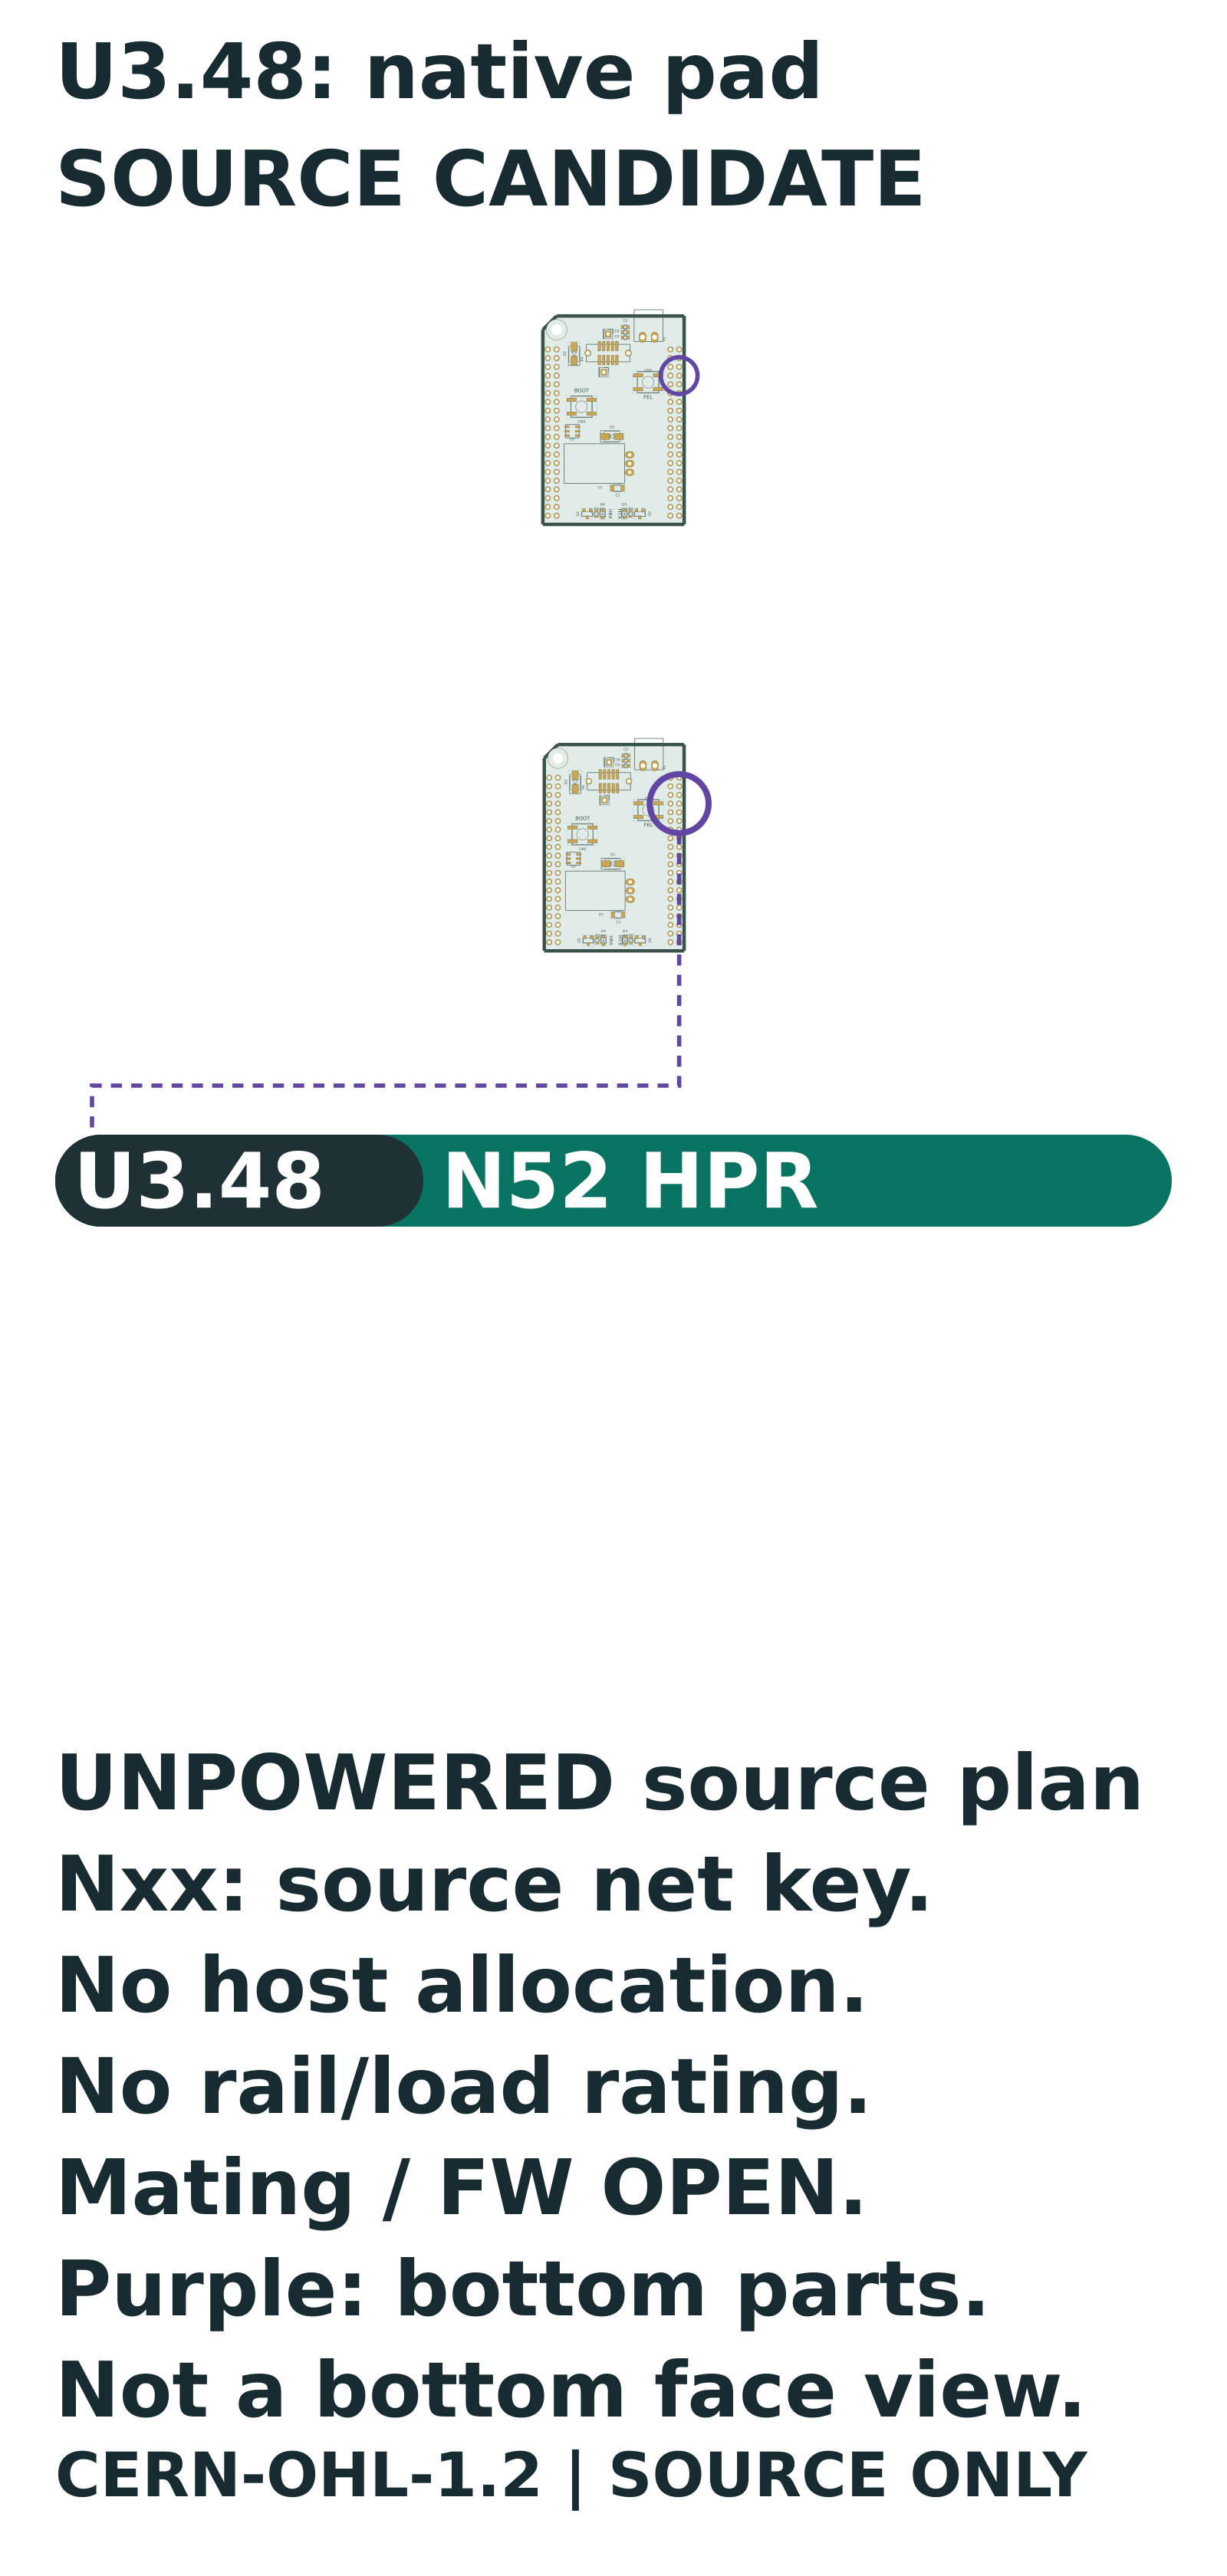 U3.48: native pad
SOURCE CANDIDATE
BOOT
FEL
BOOT
FEL
U3.48 N52 HPR
UNPOWERED source plan
Nxx: source net key.
No host allocation.
No rail/load rating.
Mating / FW OPEN.
Purple: bottom parts.
Not a bottom face view.
CERN-OHL-1.2 | SOURCE ONLY